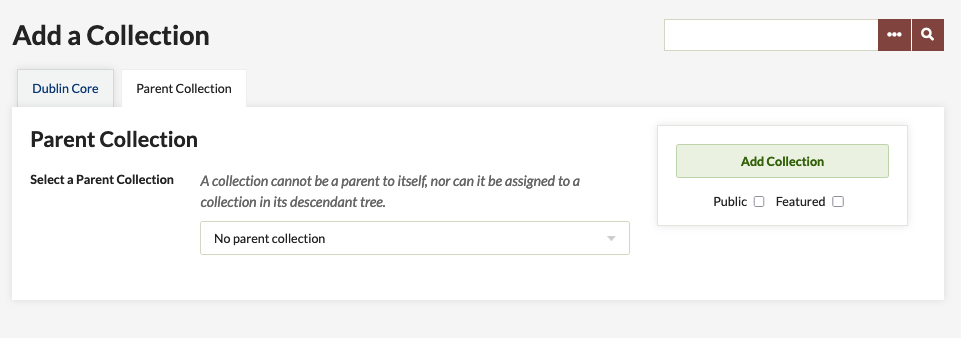 Add a Collection
Dublin Core
Parent Collection
Parent Collection
Select a Parent Collection
A collection cannot be a parent to itself, nor can it be assigned to a
collection in its descendant tree.
No parent collection
Add Collection
Public
Featured